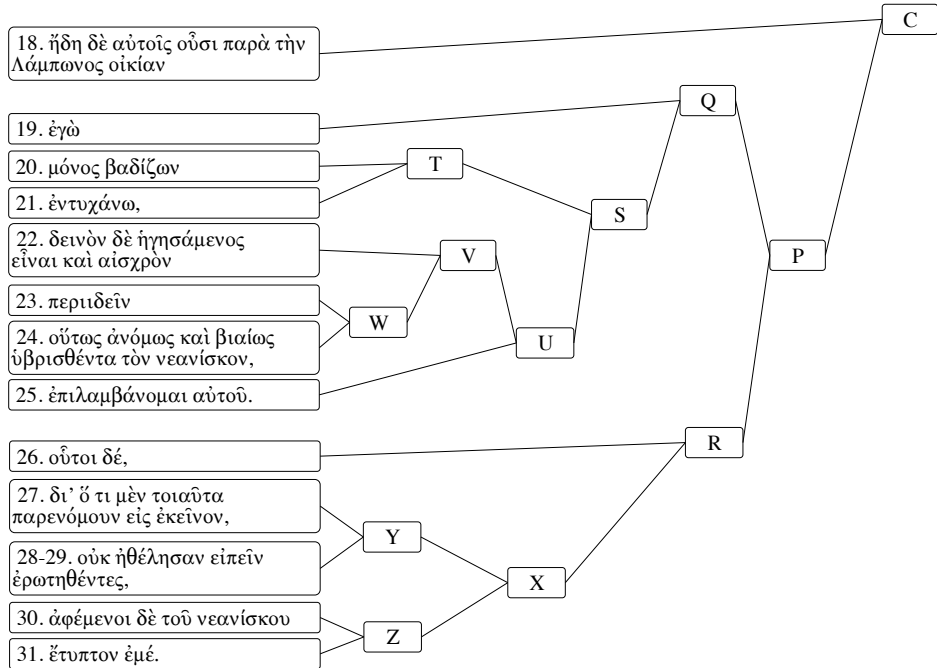 C
18. ἤδη δὲ αὐτοῖς οὖσι παρὰ τὴν
Λάμπωνος οἰκίαν
Q
19. ἐγὼ
20. μόνος βαδίζων
T
21. ἐντυχάνω,
S
22. δεινὸν δὲ ἡγησάμενος
εἶναι καὶ αἰσχρὸν
V
P
23. περιιδεῖν
W
24. οὕτως ἀνόμως καὶ βιαίως
ὑβρισθέντα τὸν νεανίσκον,
U
25. ἐπιλαμβάνομαι αὐτοῦ.
R
26. οὗτοι δέ,
27. δι’ ὅ τι μὲν τοιαῦτα
παρενόμουν εἰς ἐκεῖνον,
Y
28-29. οὐκ ἠθέλησαν εἰπεῖν
ἐρωτηθέντες,
X
30. ἀφέμενοι δὲ τοῦ νεανίσκου
Z
31. ἔτυπτον ἐμέ.